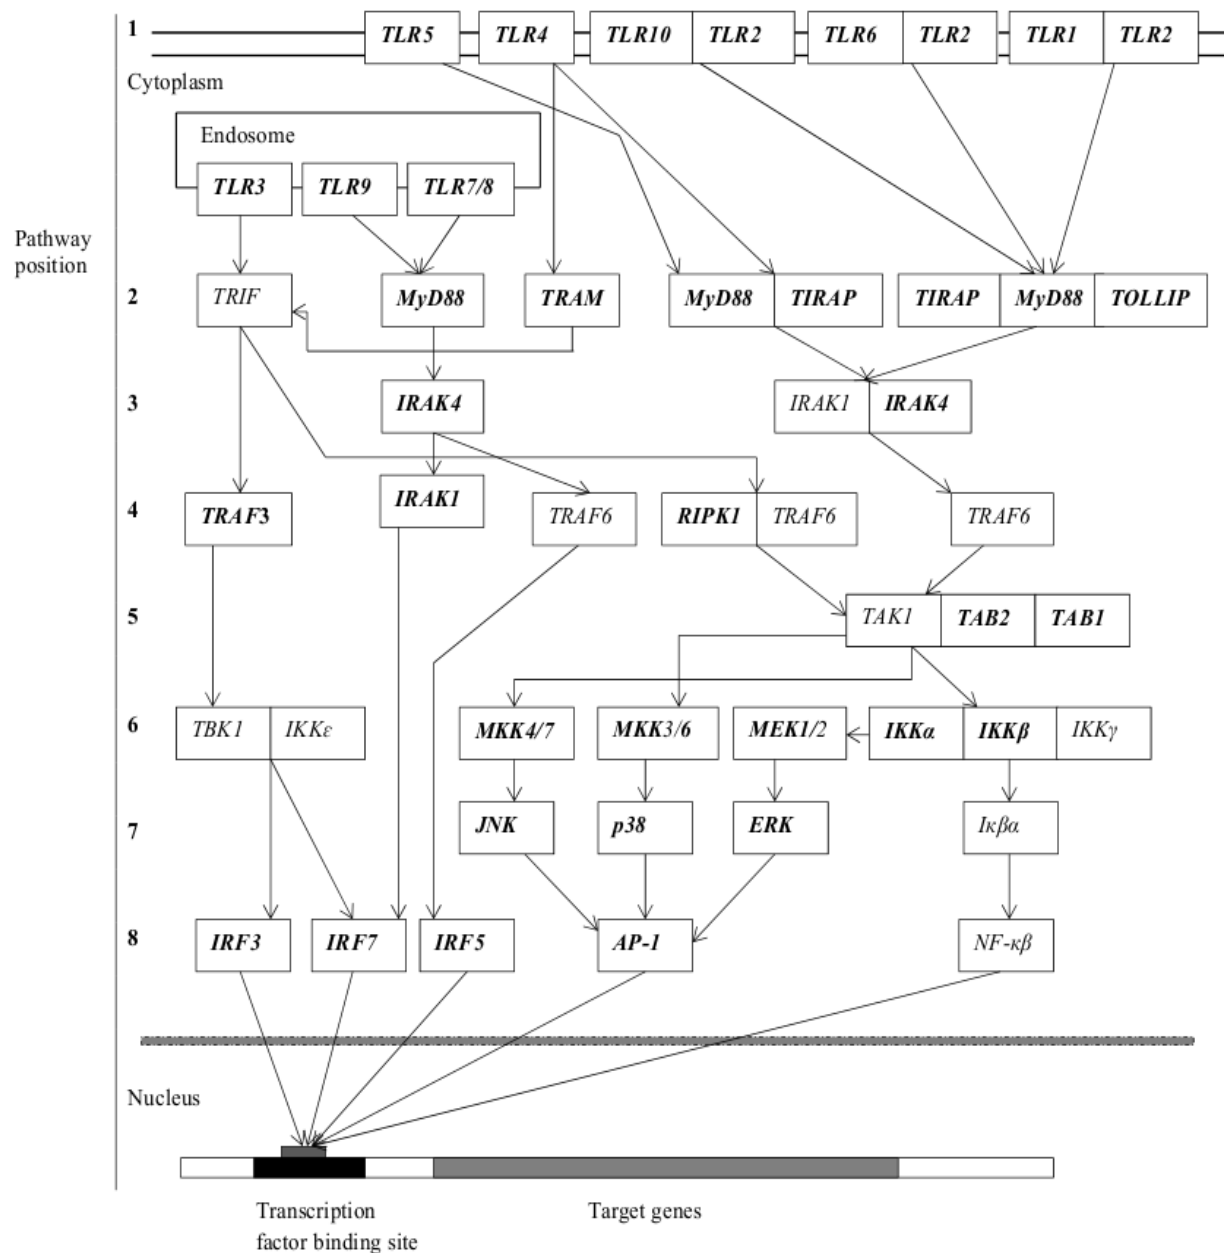 1
TLR5
TLR4
TLR10
TLR2
TLR6
TLR2
TLR1
TLR2
Cytoplasm
Endosome
TLR3
TLR9
TLR7/8
Pathway
position
2
TRIF
MyD88
TRAM
MyD88
TIRAP
TIRAP
MyD88
TOLLIP
3
IRAK4
IRAK1
IRAK4
4
TRAF3
IRAK1
TRAF6
RIPK1
TRAF6
TRAF6
5
TAK1
TAB2
TAB1
6
TBK1
IKKε
MKK4/7
MKK3/6
MEK1/2
IKKα
IKKβ
IKKγ
7
JNK
p38
ERK
Iκβα
8
IRF3
IRF7
IRF5
AP-1
NF-κβ
Nucleus
Transcription
factor binding site
Target genes